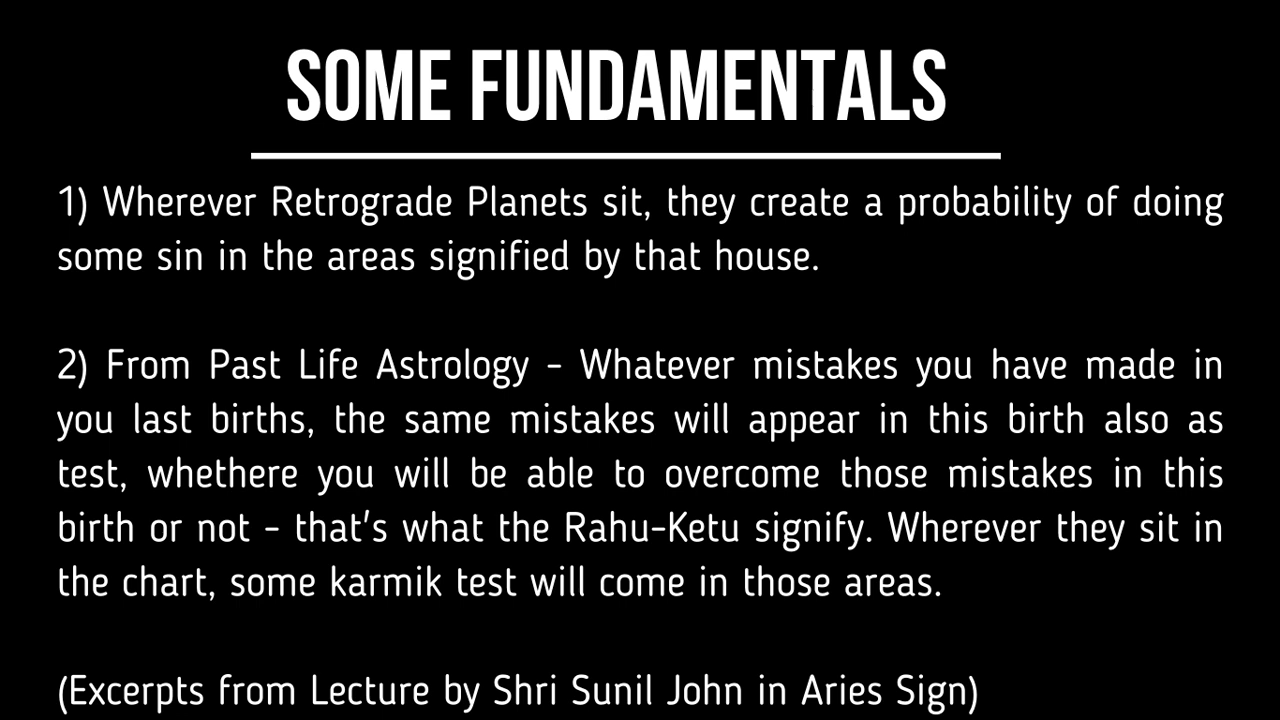 SOME FUNDAMENTALS
1) Wherever Retrograde Planets sit, they create a probability of doing
some sin in the areas signified by that house.
2) From Past Life Astrology - Whatever mistakes you have made in
you last births, the same mistakes will appear in this birth also as
test, whethere you will be able to overcome those mistakes in this
birth or not - that's what the Rahu-Ketu signify. Wherever they sit in
the chart, some karmik test will come in those areas.
(Excerpts from Lecture by Shri Sunil John in Aries Sign)